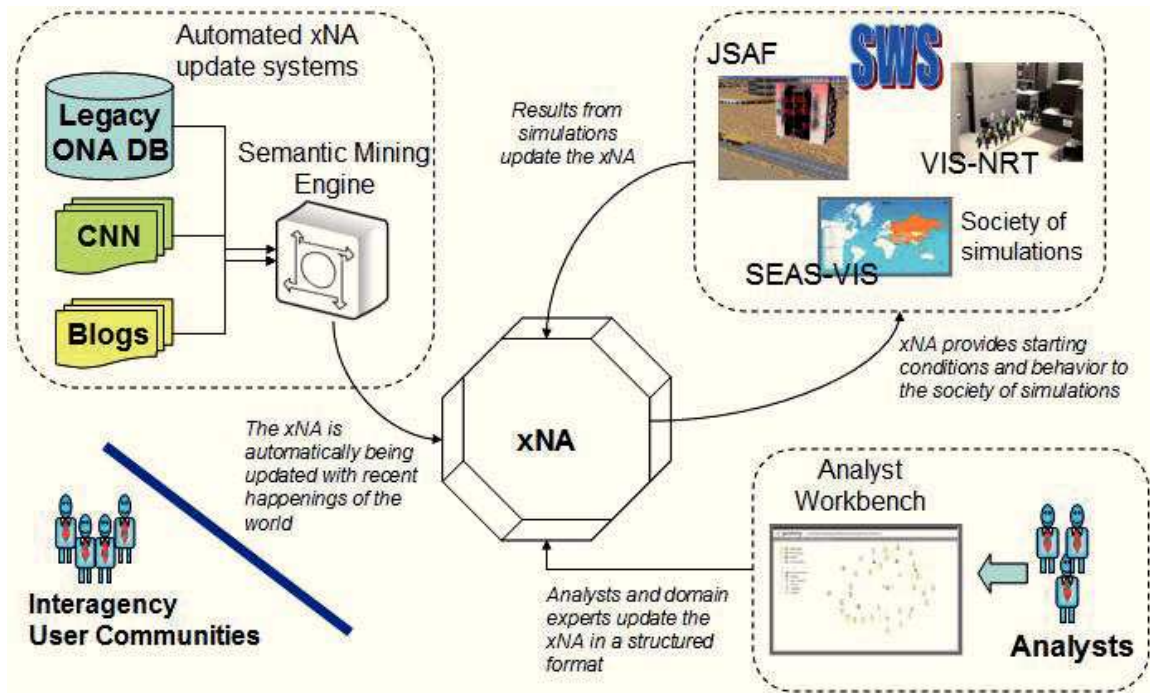 Automated xNA
update systems
Legacy
ONA DB
CNN
Blogs
Semantic Mining
Engine
Results from
simulations
update the xNA
JSAF
SWS
VIS-NRT
SEAS-VIS
Society of
simulations
xNA provides starting
conditions and behavior to
the society of simulations
The xNA is
automatically being
updated with recent
happenings of the
world
xNA
Interagency
User Communities
Analyst
Workbench
Analysts
Analysts and domain
experts update the
xNA in a structured
format